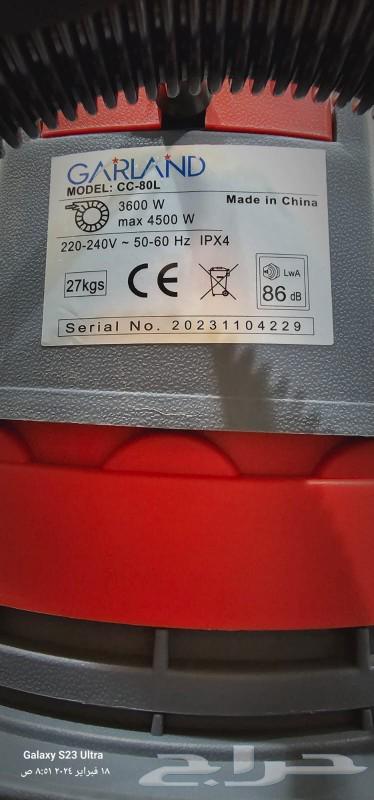 GARLAND
MODEL: CC-80L
Made in China
3600 W
max 4500 W
220-240V ~ 50-60 Hz IPX4
27kgs
CE
LwA
86 dB
Serial No. 20231104229
Galaxy S23 Ultra
١٨ فبراير ٢٠٢٤ ٨:٥١ ص
حراج